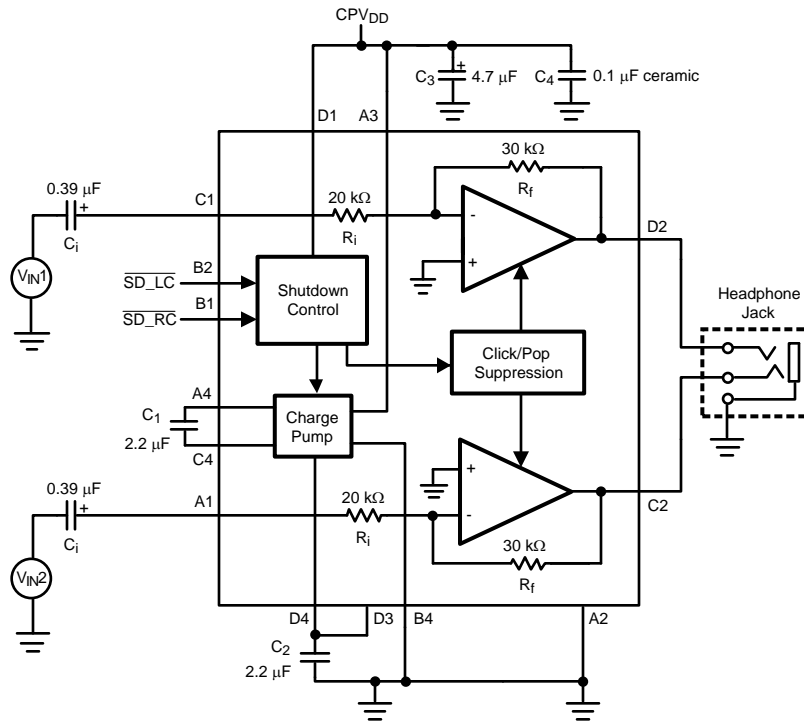 CPVDD
C3
+
4.7 μF
C4
0.1 μF ceramic
D1
A3
30 kΩ
Rf
0.39 μF
+
Ci
C1
20 kΩ
Ri
-
+
D2
VIN1
B2
SD_LC
B1
SD_RC
Shutdown
Control
Click/Pop
Suppression
Headphone
Jack
A4
C1
2.2 μF
C4
Charge
Pump
0.39 μF
+
Ci
A1
20 kΩ
Ri
+
-
C2
30 kΩ
Rf
VIN2
D4
D3
B4
A2
C2
2.2 μF